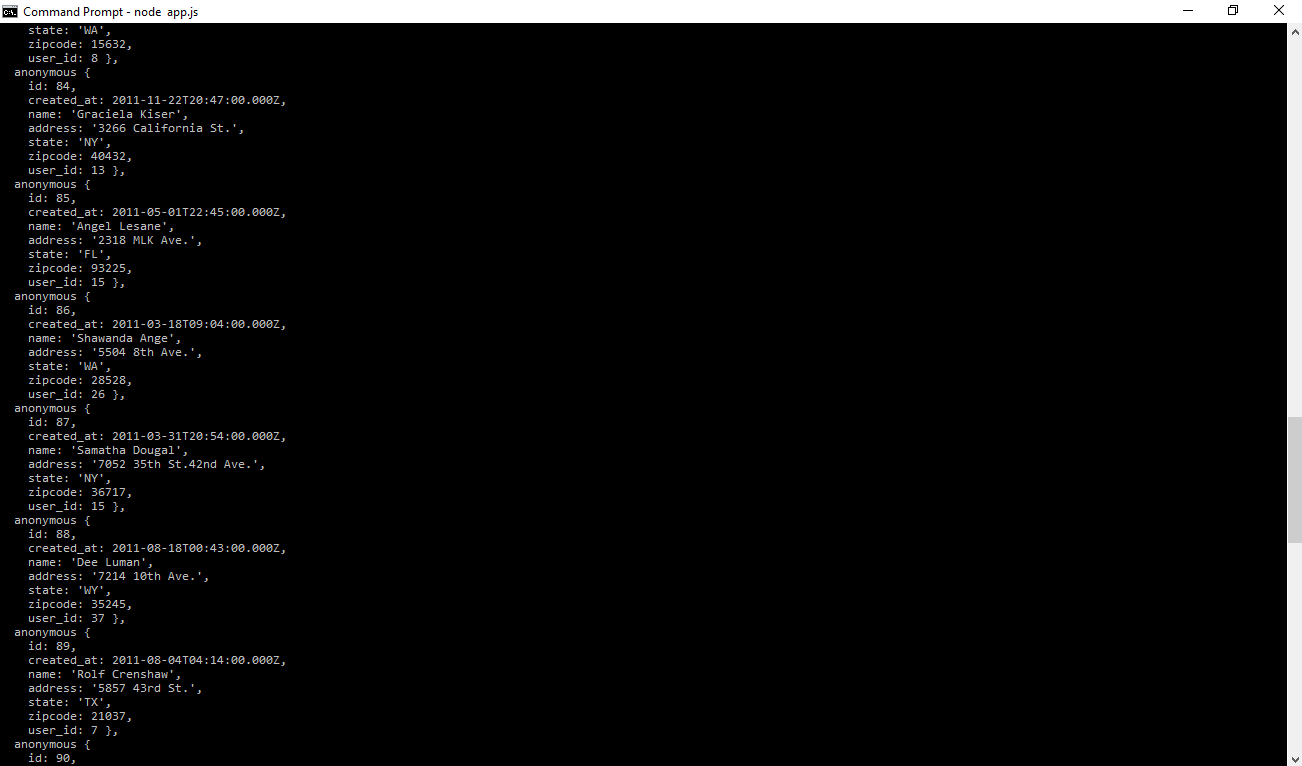 Command Prompt - node  app.js
state: 'WA',
zipcode: 15632,
user_id: 8 },
anonymous {
id: 84,
created_at: 2011-11-22T20:47:00.000Z,
name: 'Graciela Kiser',
address: '3266 California St.',
state: 'NY',
zipcode: 40432,
user_id: 13 },
anonymous {
id: 85,
created_at: 2011-05-01T22:45:00.000Z,
name: 'Angel Lesane',
address: '2318 MLK Ave.',
state: 'FL',
zipcode: 93225,
user_id: 15 },
anonymous {
id: 86,
created_at: 2011-03-18T09:04:00.000Z,
name: 'Shawanda Ange',
address: '5504 8th Ave.',
state: 'WA',
zipcode: 28528,
user_id: 26 },
anonymous {
id: 87,
created_at: 2011-03-31T20:54:00.000Z,
name: 'Samatha Dougal',
address: '7052 35th St.42nd Ave.',
state: 'NY',
zipcode: 36717,
user_id: 15 },
anonymous {
id: 88,
created_at: 2011-08-18T00:43:00.000Z,
name: 'Dee Luman',
address: '7214 10th Ave.',
state: 'WY',
zipcode: 35245,
user_id: 37 },
anonymous {
id: 89,
created_at: 2011-08-04T04:14:00.000Z,
name: 'Rolf Crenshaw',
address: '5857 43rd St.',
state: 'TX',
zipcode: 21037,
user_id: 7 },
anonymous {
id: 90,